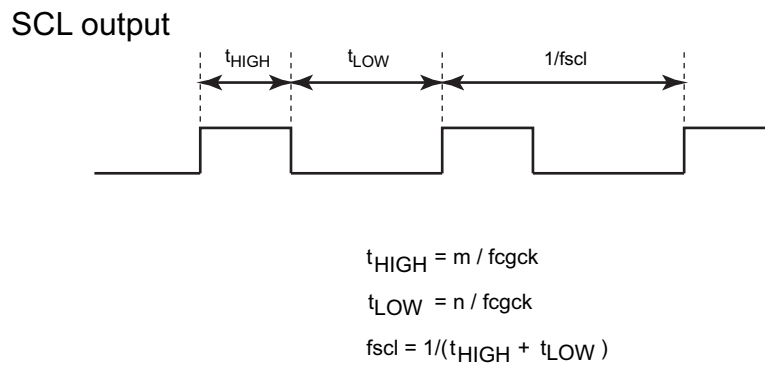 SCL output
tHIGH tLOW 1/fscl
tHIGH = m / fcgck
tLOW = n / fcgck
fscl = 1/(tHIGH + tLOW )